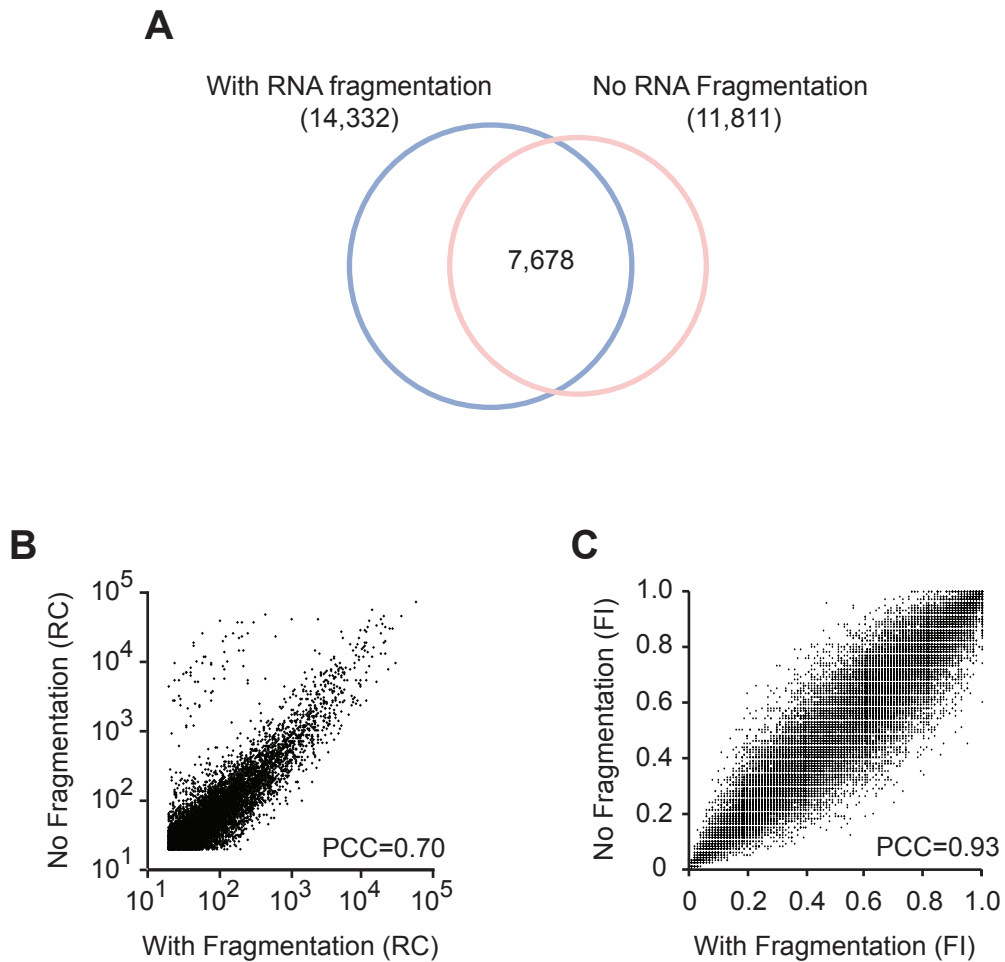 A
With RNA fragmentation
(14,332)
No RNA Fragmentation
(11,811)
7,678
B
No Fragmentation (RC)
10^5
10^4
10^3
10^2
10^1
PCC=0.70
10^1 10^2 10^3 10^4 10^5
With Fragmentation (RC)
C
No Fragmentation (FI)
1.0
0.8
0.6
0.4
0.2
0
PCC=0.93
0 0.2 0.4 0.6 0.8 1.0
With Fragmentation (FI)